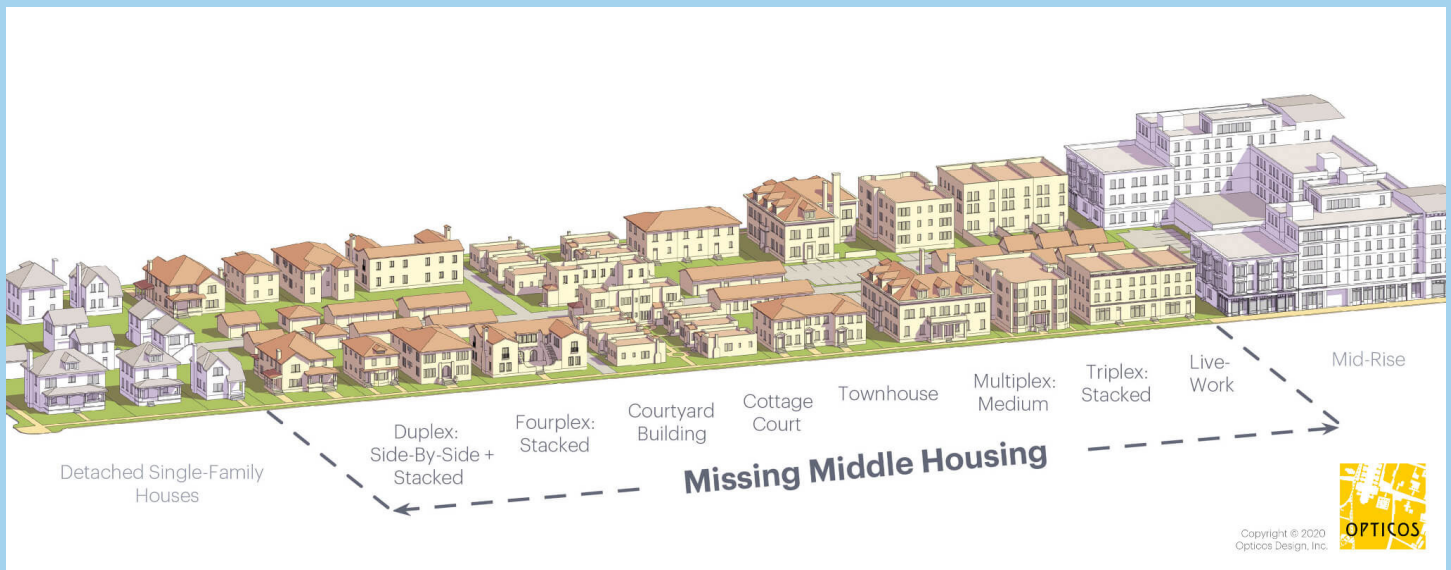 Detached Single-Family
Houses
Duplex:
Side-By-Side +
Stacked
Fourplex:
Stacked
Courtyard
Building
Cottage
Court
Townhouse
Multiplex:
Medium
Triplex:
Stacked
Live-
Work
Mid-Rise
Missing Middle Housing
Copyright © 2020
Opticos Design, Inc.
OPTICOS